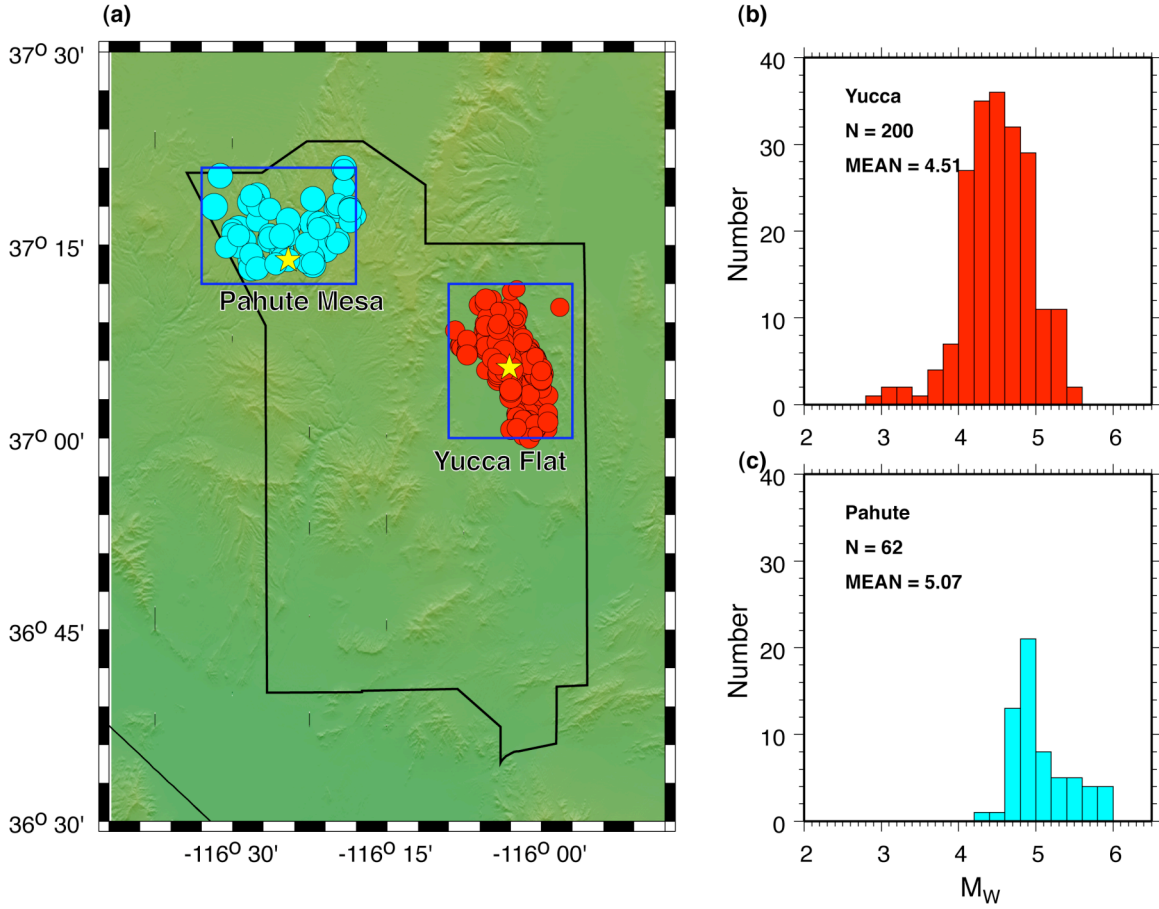 (a)
37° 30'
37° 15'
37° 00'
36° 45'
36° 30'
-116° 30'
-116° 15'
-116° 00'
Pahute Mesa
Yucca Flat
(b)
Number
40
30
20
10
0
Yucca
N = 200
MEAN = 4.51
2 3 4 5 6
(c)
Number
40
30
20
10
0
Pahute
N = 62
MEAN = 5.07
2 3 4 5 6
MW